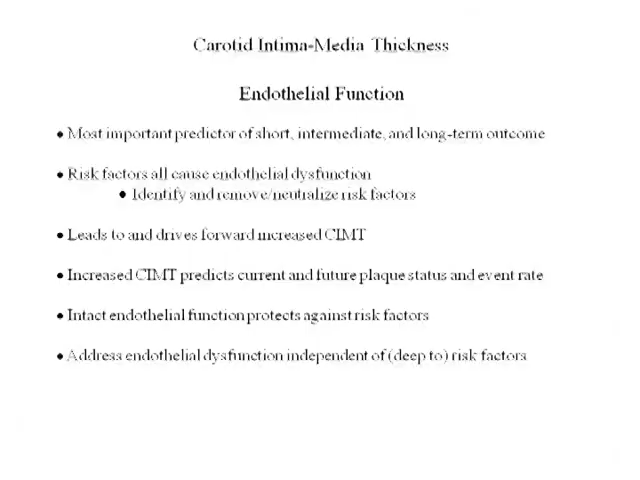 Carotid Intima-Media Thickness
Endothelial Function
• Most important predictor of short, intermediate, and long-term outcome
• Risk factors all cause endothelial dysfunction
• Identify and remove/neutralize risk factors
• Leads to and drives forward increased CIMT
• Increased CIMT predicts current and future plaque status and event rate
• Intact endothelial function protects against risk factors
• Address endothelial dysfunction independent of (deep to) risk factors